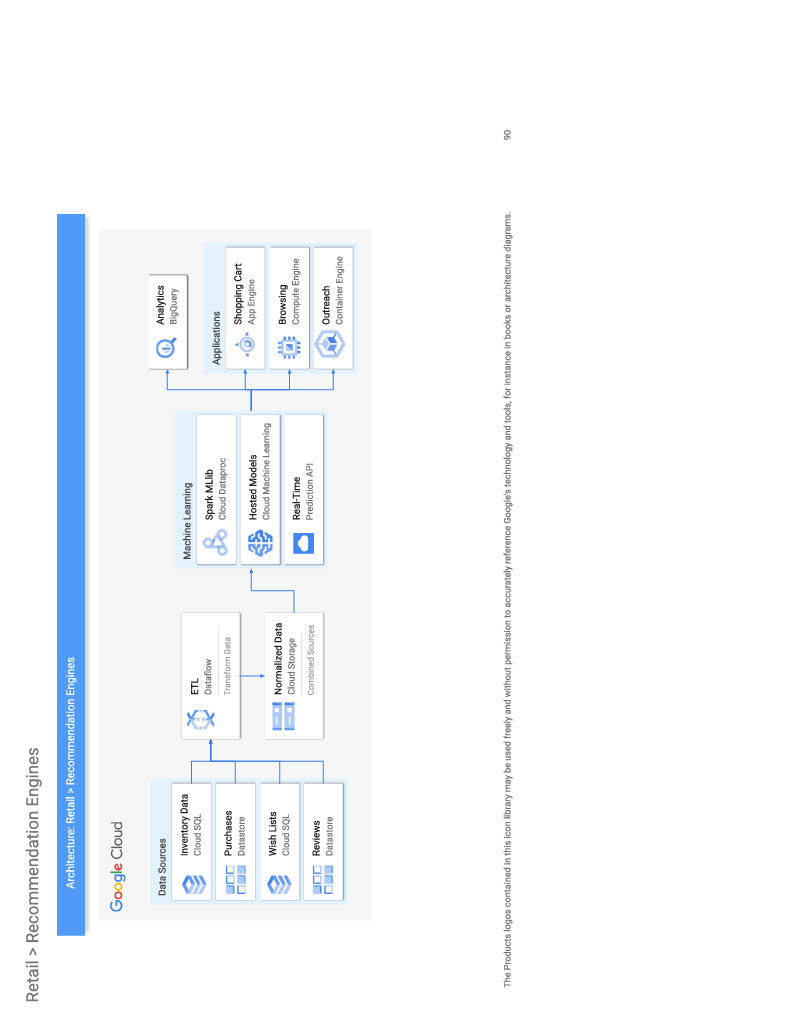 Retail > Recommendation Engines
Architecture: Retail > Recommendation Engines
Google Cloud
Data Sources
Inventory Data
Cloud SQL
Purchases
Datastore
Wish Lists
Cloud SQL
Reviews
Datastore
ETL
Dataflow
Transform Data
Normalized Data
Cloud Storage
Combined Sources
Machine Learning
Spark MLlib
Cloud Dataproc
Hosted Models
Cloud Machine Learning
Real-Time
Prediction API
Analytics
BigQuery
Applications
Shopping Cart
App Engine
Browsing
Compute Engine
Outreach
Container Engine
The Products logos contained in this icon library may be used freely and without permission to accurately reference Google's technology and tools, for instance in books or architecture diagrams.
90